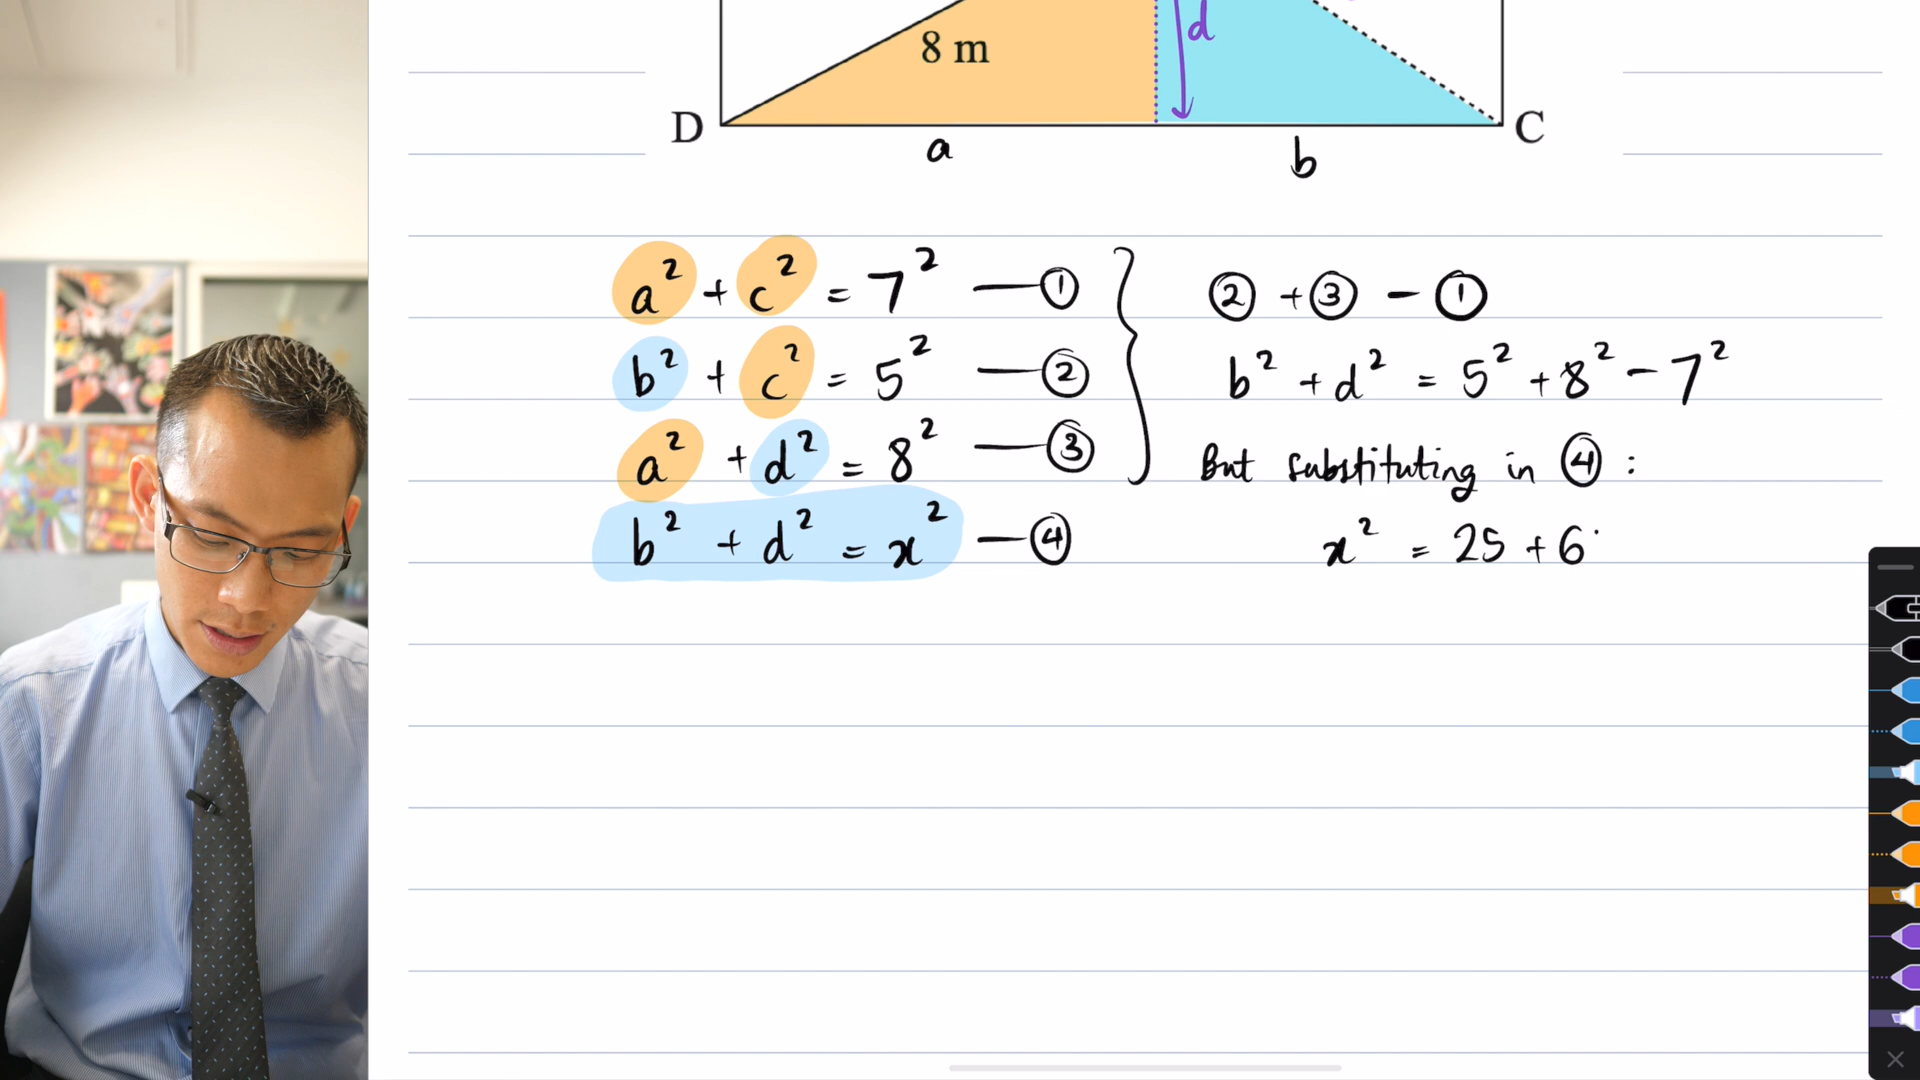 d
8 m
D
C
a
b
a² + c² = 7² — ①
b² + c² = 5² — ②
a² + d² = 8² — ③
b² + d² = x² — ④
② + ③ − ①
b² + d² = 5² + 8² − 7²
But substituting in ④ :
x² = 25 + 6